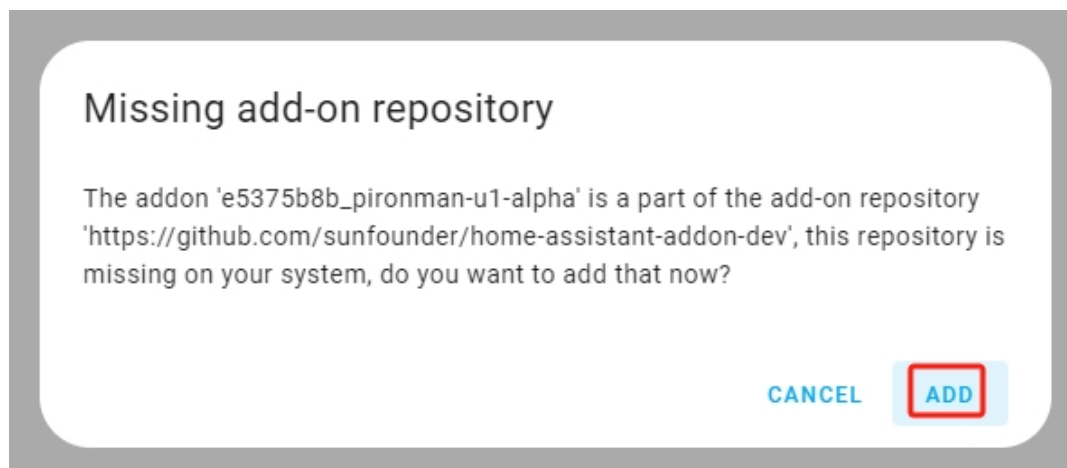 Missing add-on repository
The addon 'e5375b8b_pironman-u1-alpha' is a part of the add-on repository
'https://github.com/sunfounder/home-assistant-addon-dev', this repository is
missing on your system, do you want to add that now?
CANCEL ADD